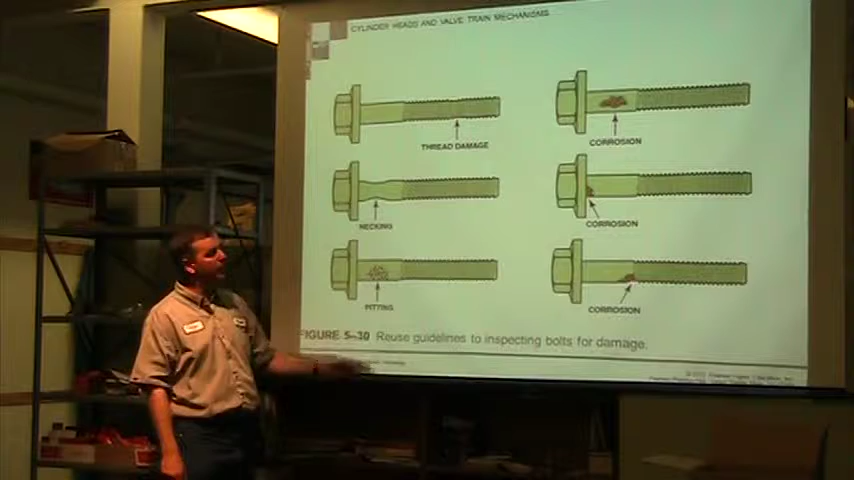 CYLINDER HEADS AND VALVE TRAIN MECHANISMS
THREAD DAMAGE
CORROSION
NECKING
CORROSION
PITTING
CORROSION
FIGURE 5–30 Reuse guidelines to inspecting bolts for damage.